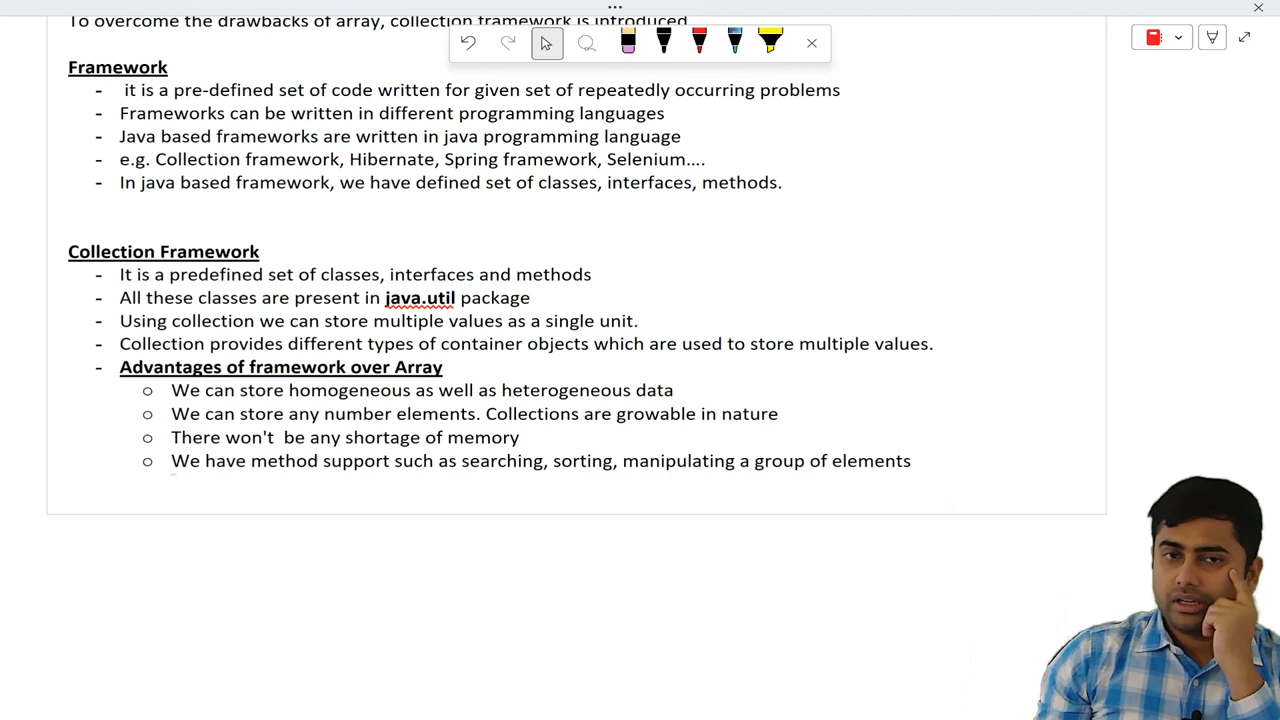 To overcome the drawbacks of array, collection framework is introduced
Framework
- it is a pre-defined set of code written for given set of repeatedly occurring problems
- Frameworks can be written in different programming languages
- Java based frameworks are written in java programming language
- e.g. Collection framework, Hibernate, Spring framework, Selenium....
- In java based framework, we have defined set of classes, interfaces, methods.
Collection Framework
- It is a predefined set of classes, interfaces and methods
- All these classes are present in java.util package
- Using collection we can store multiple values as a single unit.
- Collection provides different types of container objects which are used to store multiple values.
- Advantages of framework over Array
o We can store homogeneous as well as heterogeneous data
o We can store any number elements. Collections are growable in nature
o There won't  be any shortage of memory
o We have method support such as searching, sorting, manipulating a group of elements